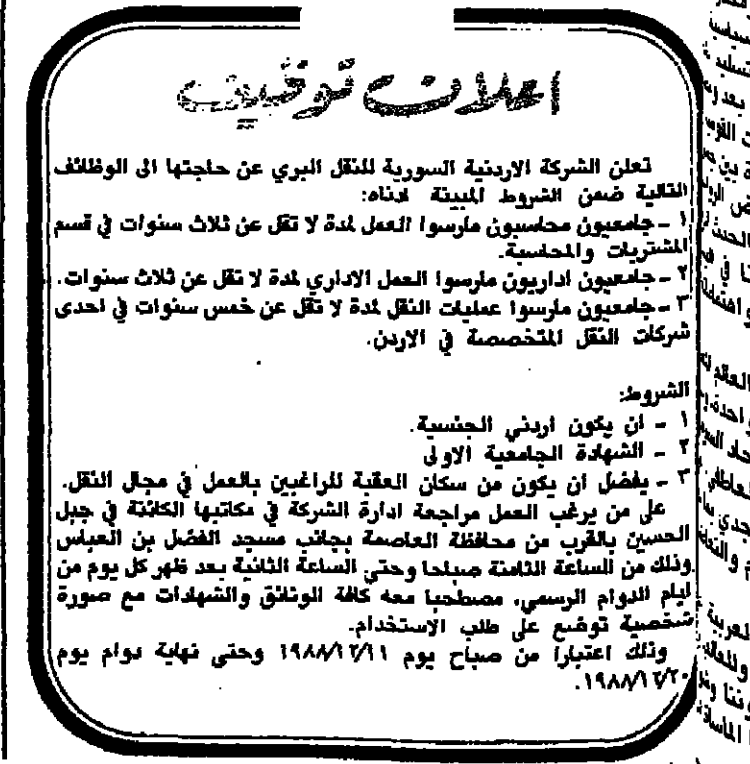 اعلان توظيف
تعلن الشركة الاردنية السورية للنقل البري عن حاجتها الى الوظائف
التالية ضمن الشروط المبينة ادناه:
١ - جامعيون محاسبون مارسوا العمل لمدة لا تقل عن ثلاث سنوات في قسم
المشتريات والمحاسبة.
٢ - جامعيون اداريون مارسوا العمل الاداري لمدة لا تقل عن ثلاث سنوات.
٣ - جامعيون مارسوا عمليات النقل لمدة لا تقل عن خمس سنوات في احدى
شركات النقل المتخصصة في الاردن.
الشروط:
١ - ان يكون اردني الجنسية.
٢ - الشهادة الجامعية الاولى
٣ - يفضل ان يكون من سكان العقبة للراغبين بالعمل في مجال النقل.
على من يرغب العمل مراجعة ادارة الشركة في مكاتبها الكائنة في جبل
الحسين بالقرب من محافظة العاصمة بجانب مسجد الفضل بن العباس
وذلك من الساعة الثامنة صباحا وحتى الساعة الثانية بعد ظهر كل يوم من
ايام الدوام الرسمي، مصطحبا معه كافة الوثائق والشهادات مع صورة
شخصية توضع على طلب الاستخدام.
وذلك اعتبارا من صباح يوم ١٩٨٨/١٢/١١ وحتى نهاية دوام يوم
١٩٨٨/١٢/٢٠.